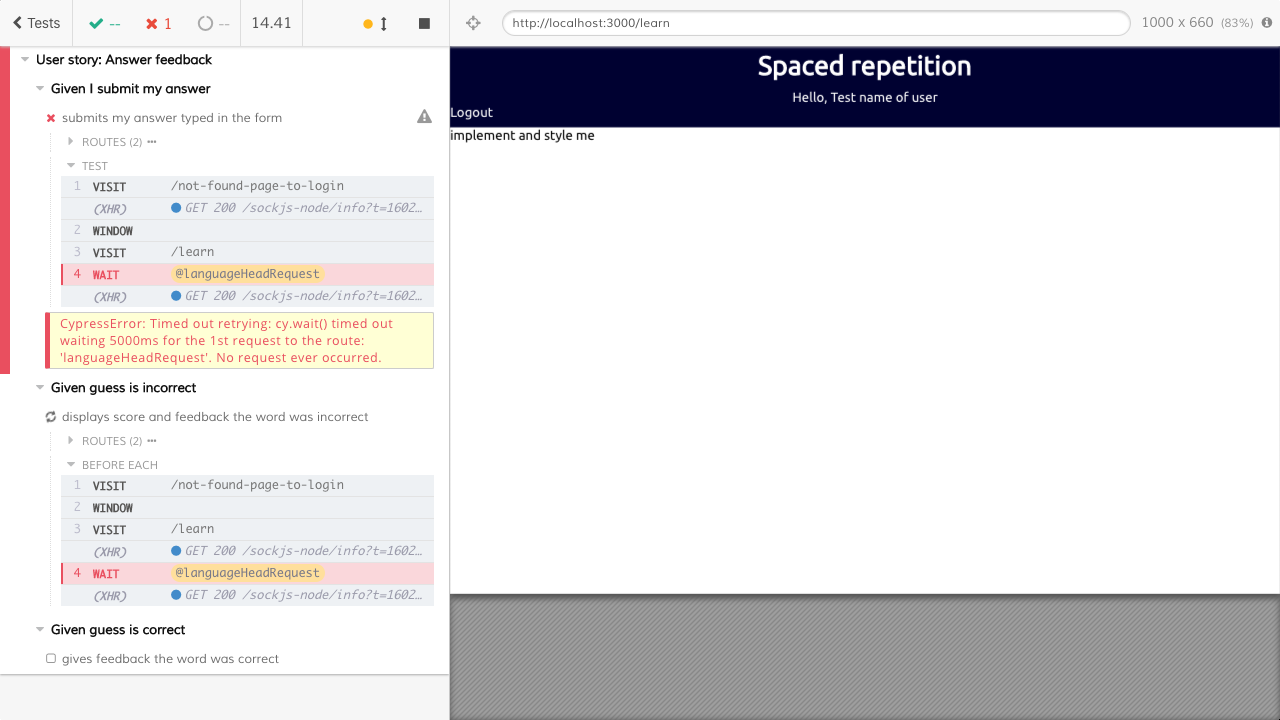 Tests
--
1
--
14.41
User story: Answer feedback
Given I submit my answer
submits my answer typed in the form
ROUTES (2)
TEST
1 VISIT /not-found-page-to-login
(XHR) GET 200 /sockjs-node/info?t=1602…
2 WINDOW
3 VISIT /learn
4 WAIT @languageHeadRequest
(XHR) GET 200 /sockjs-node/info?t=1602…
CypressError: Timed out retrying: cy.wait() timed out
waiting 5000ms for the 1st request to the route:
'languageHeadRequest'. No request ever occurred.
Given guess is incorrect
displays score and feedback the word was incorrect
ROUTES (2)
BEFORE EACH
1 VISIT /not-found-page-to-login
2 WINDOW
3 VISIT /learn
(XHR) GET 200 /sockjs-node/info?t=1602…
4 WAIT @languageHeadRequest
(XHR) GET 200 /sockjs-node/info?t=1602…
Given guess is correct
gives feedback the word was correct
http://localhost:3000/learn
1000 x 660 (83%)
Spaced repetition
Hello, Test name of user
Logout
implement and style me